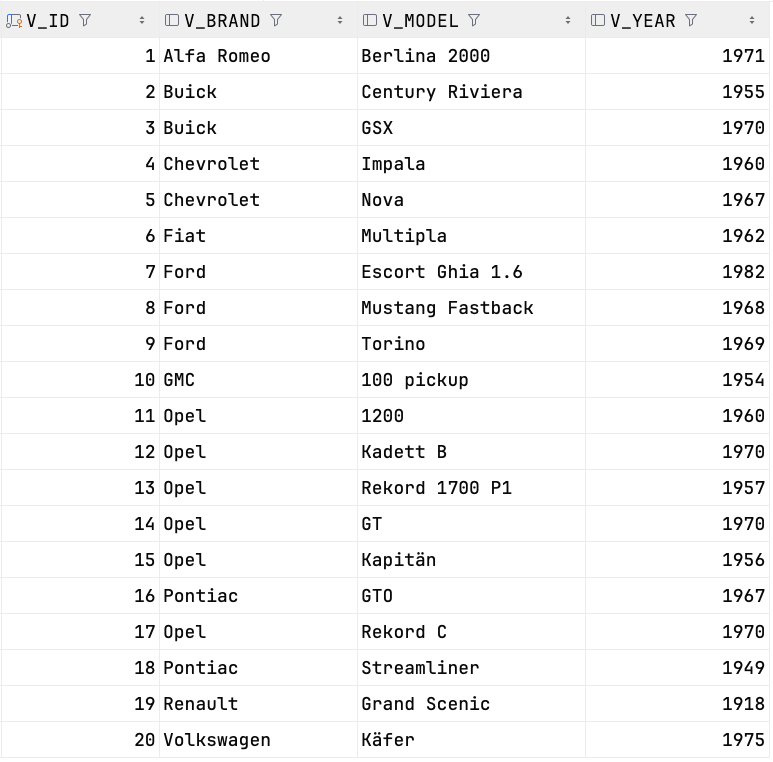 V_ID V_BRAND V_MODEL V_YEAR
1 Alfa Romeo Berlina 2000 1971
2 Buick Century Riviera 1955
3 Buick GSX 1970
4 Chevrolet Impala 1960
5 Chevrolet Nova 1967
6 Fiat Multipla 1962
7 Ford Escort Ghia 1.6 1982
8 Ford Mustang Fastback 1968
9 Ford Torino 1969
10 GMC 100 pickup 1954
11 Opel 1200 1960
12 Opel Kadett B 1970
13 Opel Rekord 1700 P1 1957
14 Opel GT 1970
15 Opel Kapitän 1956
16 Pontiac GTO 1967
17 Opel Rekord C 1970
18 Pontiac Streamliner 1949
19 Renault Grand Scenic 1918
20 Volkswagen Käfer 1975